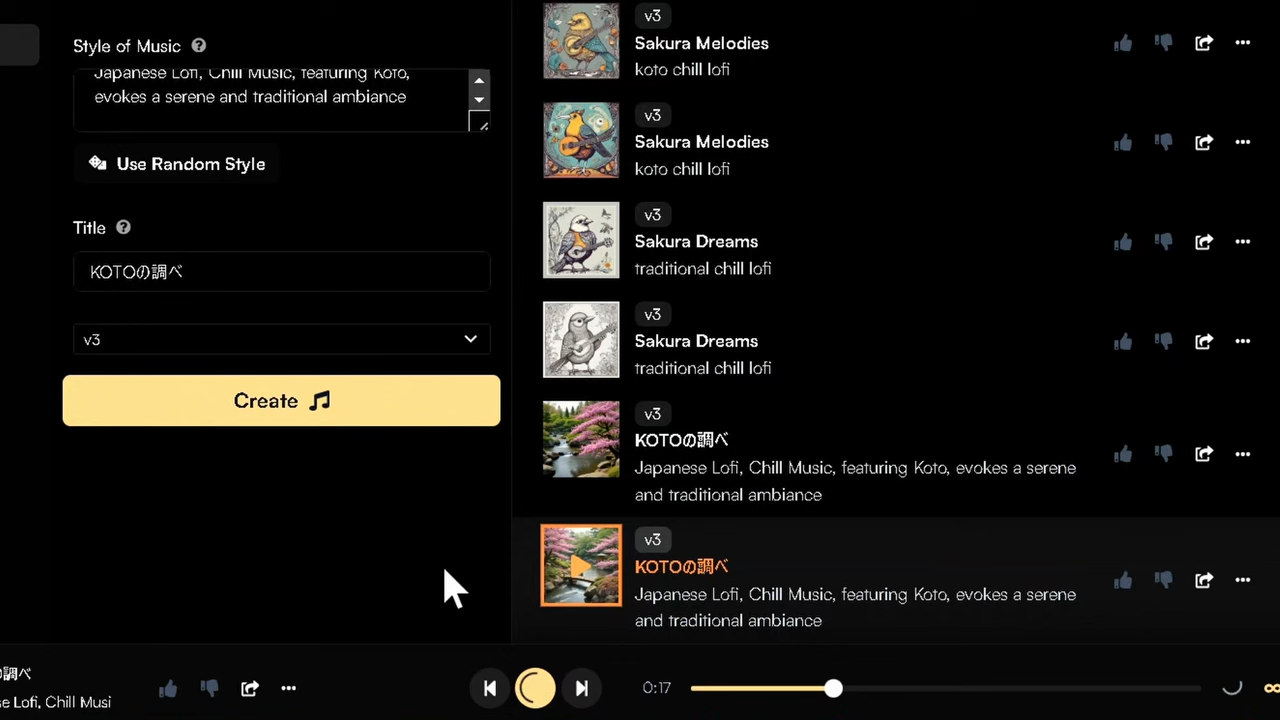 Style of Music
Japanese Lofi, Chill Music, featuring Koto,
evokes a serene and traditional ambiance
Use Random Style
Title
KOTOの調べ
v3
Create
v3
Sakura Melodies
koto chill lofi
v3
Sakura Melodies
koto chill lofi
v3
Sakura Dreams
traditional chill lofi
v3
Sakura Dreams
traditional chill lofi
v3
KOTOの調べ
Japanese Lofi, Chill Music, featuring Koto, evokes a serene
and traditional ambiance
v3
KOTOの調べ
Japanese Lofi, Chill Music, featuring Koto, evokes a serene
and traditional ambiance
の調べ
se Lofi, Chill Musi
0:17